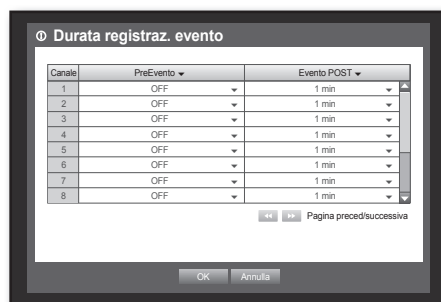 Durata registraz. evento
Canale PreEvento Evento POST
1 OFF 1 min
2 OFF 1 min
3 OFF 1 min
4 OFF 1 min
5 OFF 1 min
6 OFF 1 min
7 OFF 1 min
8 OFF 1 min
Pagina preced/successiva
OK Annulla